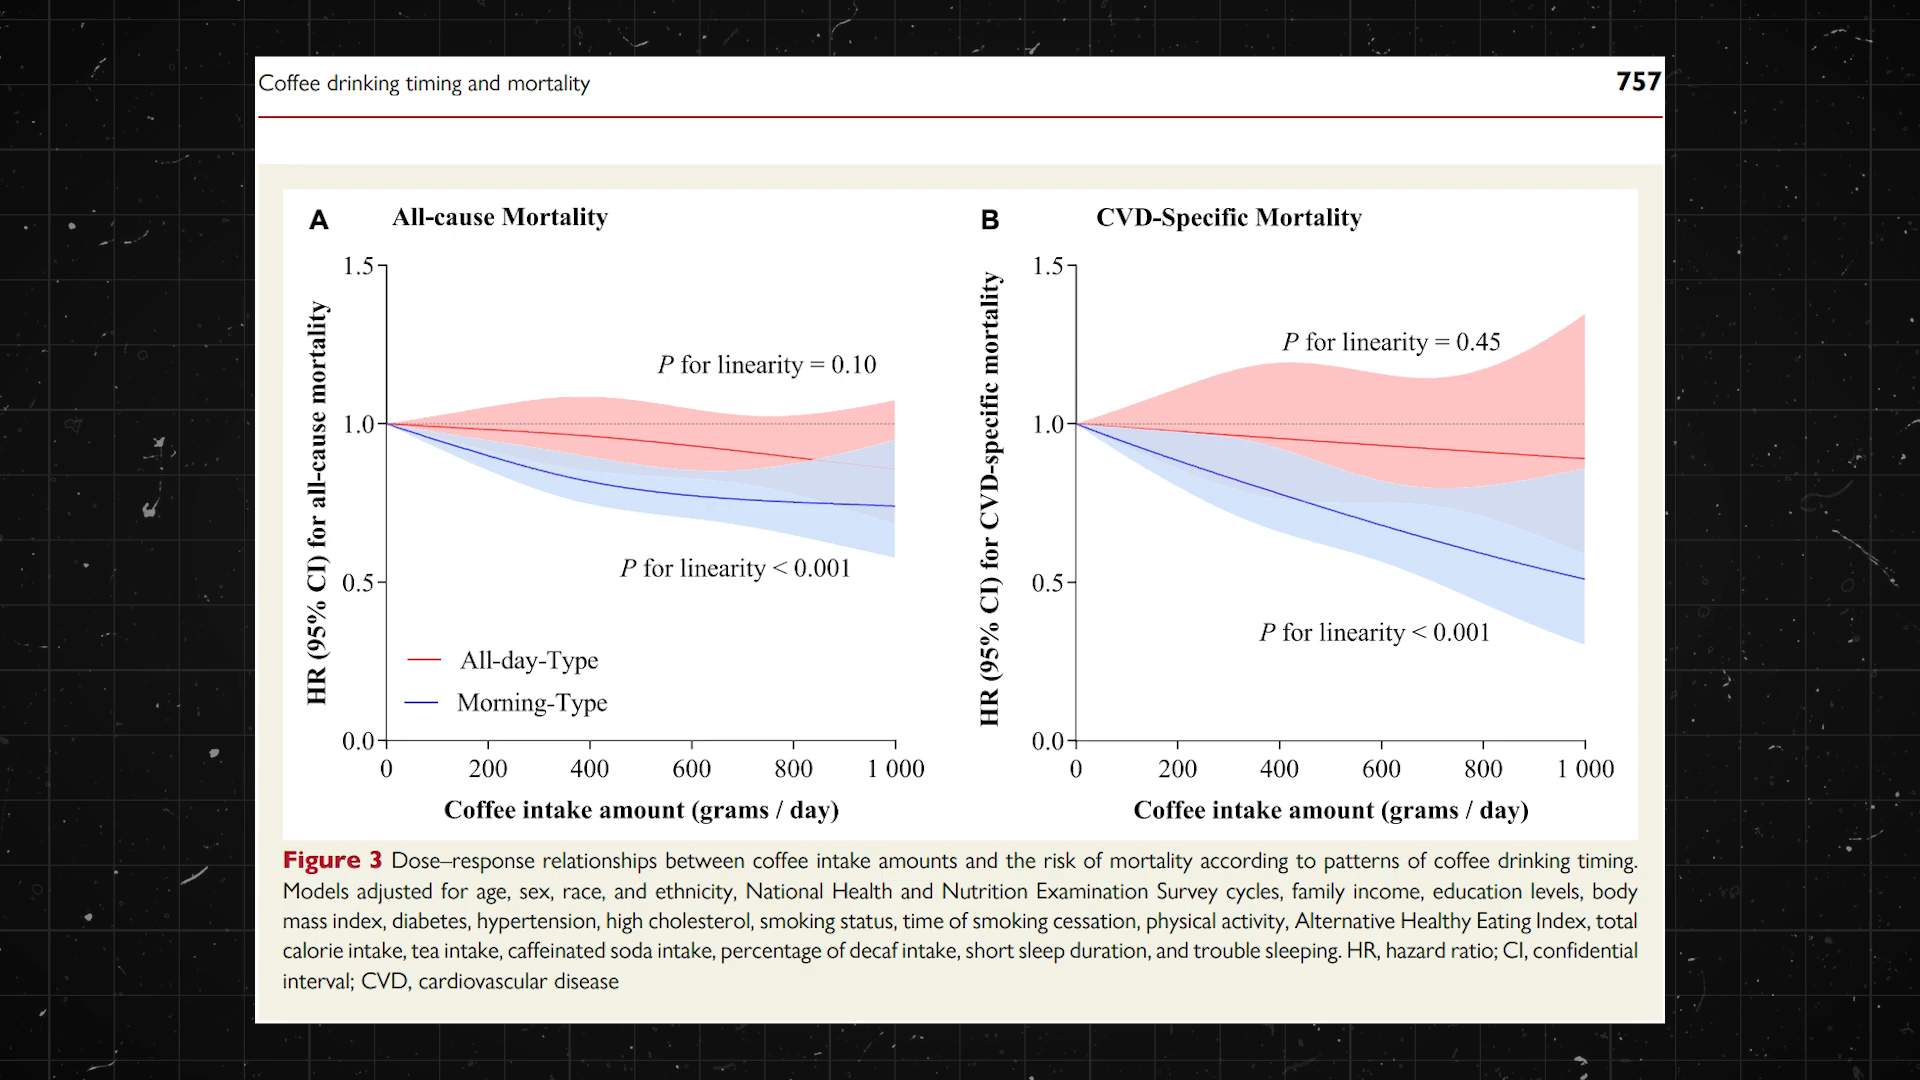 Coffee drinking timing and mortality
757
A
All-cause Mortality
HR (95% CI) for all-cause mortality
1.5
1.0
0.5
0.0
P for linearity = 0.10
P for linearity < 0.001
All-day-Type
Morning-Type
0 200 400 600 800 1 000
Coffee intake amount (grams / day)
B
CVD-Specific Mortality
HR (95% CI) for CVD-specific mortality
1.5
1.0
0.5
0.0
P for linearity = 0.45
P for linearity < 0.001
0 200 400 600 800 1 000
Coffee intake amount (grams / day)
Figure 3 Dose–response relationships between coffee intake amounts and the risk of mortality according to patterns of coffee drinking timing.
Models adjusted for age, sex, race, and ethnicity, National Health and Nutrition Examination Survey cycles, family income, education levels, body
mass index, diabetes, hypertension, high cholesterol, smoking status, time of smoking cessation, physical activity, Alternative Healthy Eating Index, total
calorie intake, tea intake, caffeinated soda intake, percentage of decaf intake, short sleep duration, and trouble sleeping. HR, hazard ratio; CI, confidential
interval; CVD, cardiovascular disease